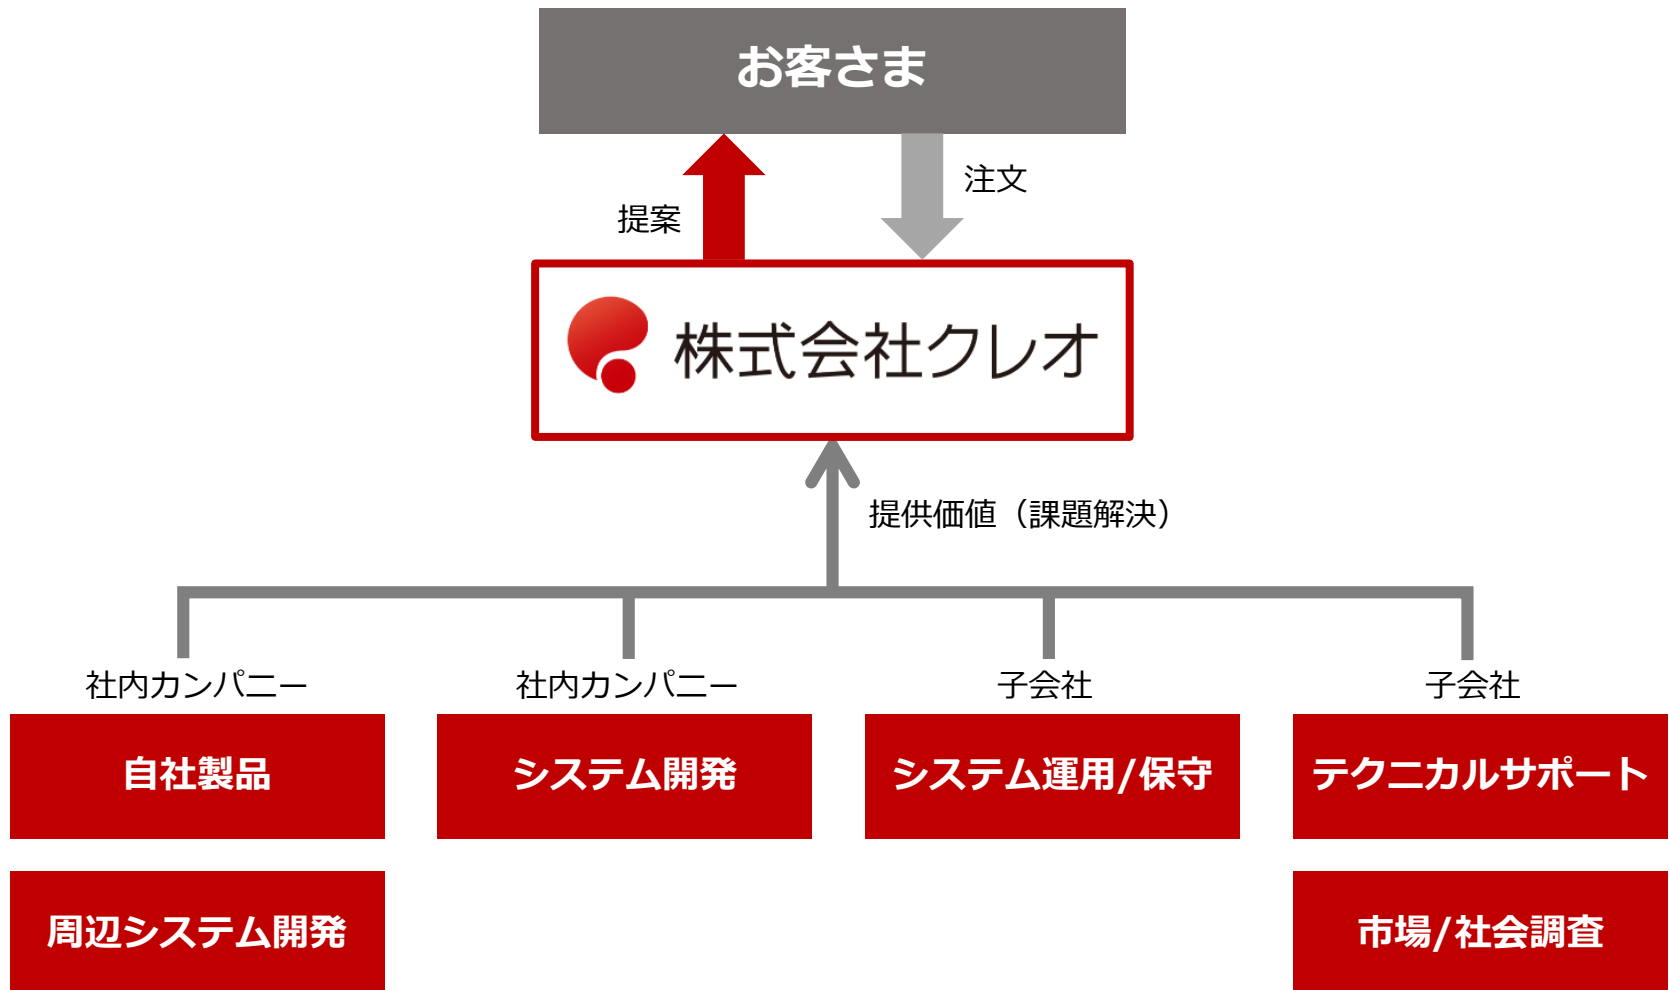 お客さま
注文
提案
株式会社クレオ
提供価値（課題解決）
社内カンパニー
社内カンパニー
子会社
子会社
自社製品
システム開発
システム運用/保守
テクニカルサポート
周辺システム開発
市場/社会調査